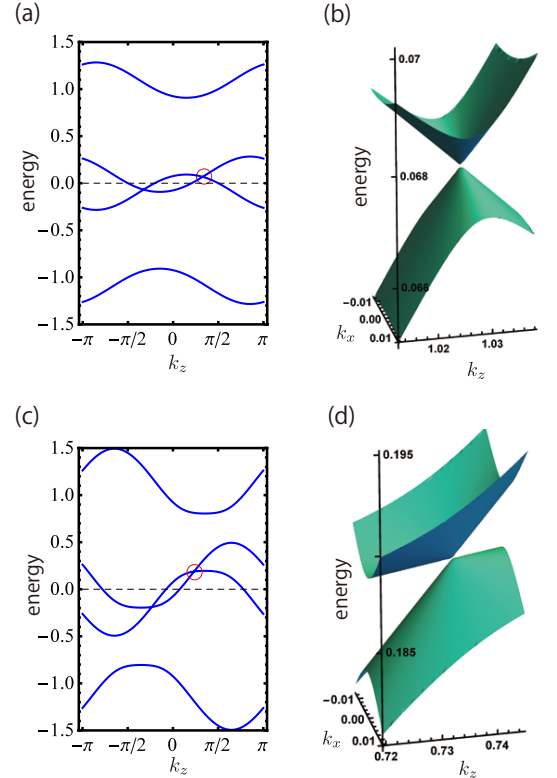 (a)
1.5
1.0
0.5
0.0
−0.5
−1.0
−1.5
energy
−π
−π/2
0
π/2
π
k_z
(b)
0.07
0.068
0.066
−0.01
0.00
0.01
1.02
1.03
k_x
k_z
energy
(c)
1.5
1.0
0.5
0.0
−0.5
−1.0
−1.5
energy
−π
−π/2
0
π/2
π
k_z
(d)
0.195
0.185
−0.01
0.00
0.01
0.72
0.73
0.74
k_x
k_z
energy